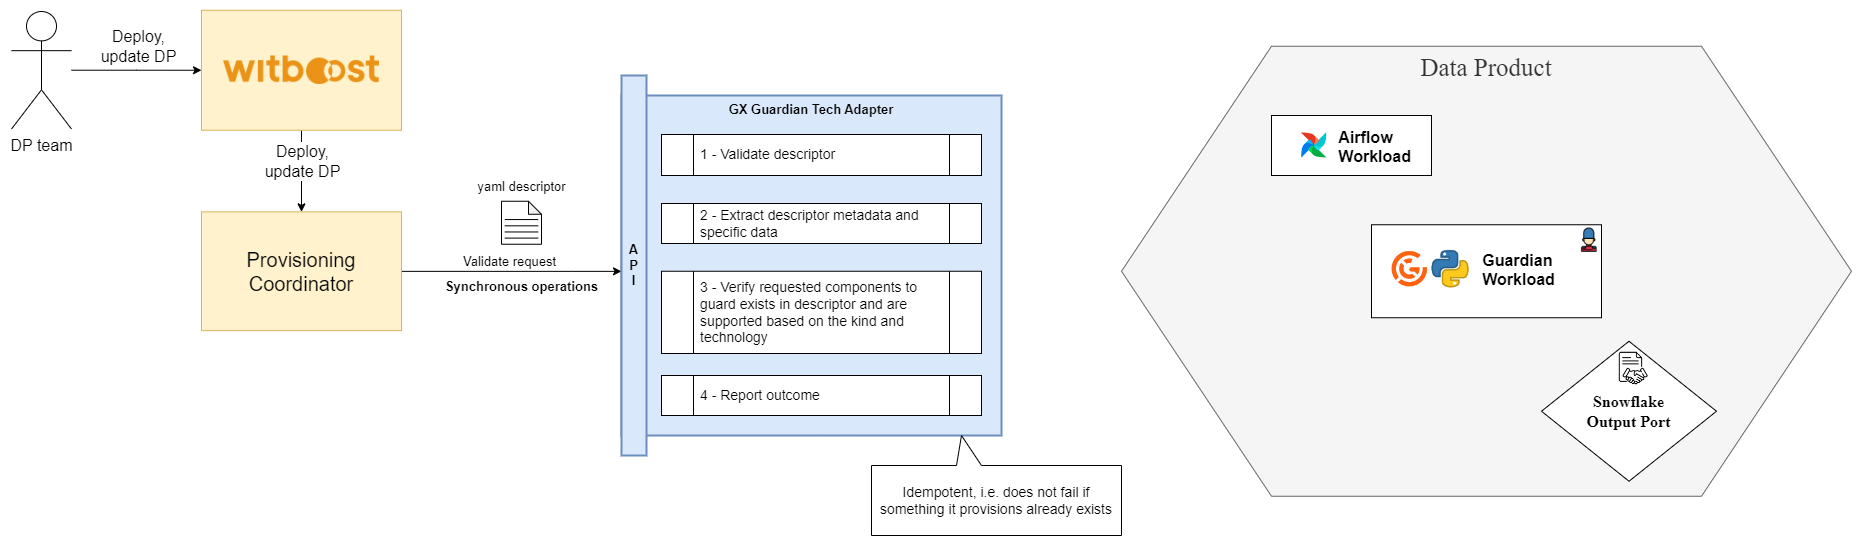 Deploy,
update DP
DP team
witboost
Deploy,
update DP
Provisioning
Coordinator
yaml descriptor
Validate request
Synchronous operations
A
P
I
GX Guardian Tech Adapter
1 - Validate descriptor
2 - Extract descriptor metadata and
specific data
3 - Verify requested components to
guard exists in descriptor and are
supported based on the kind and
technology
4 - Report outcome
Idempotent, i.e. does not fail if
something it provisions already exists
Data Product
Airflow
Workload
Guardian
Workload
Snowflake
Output Port